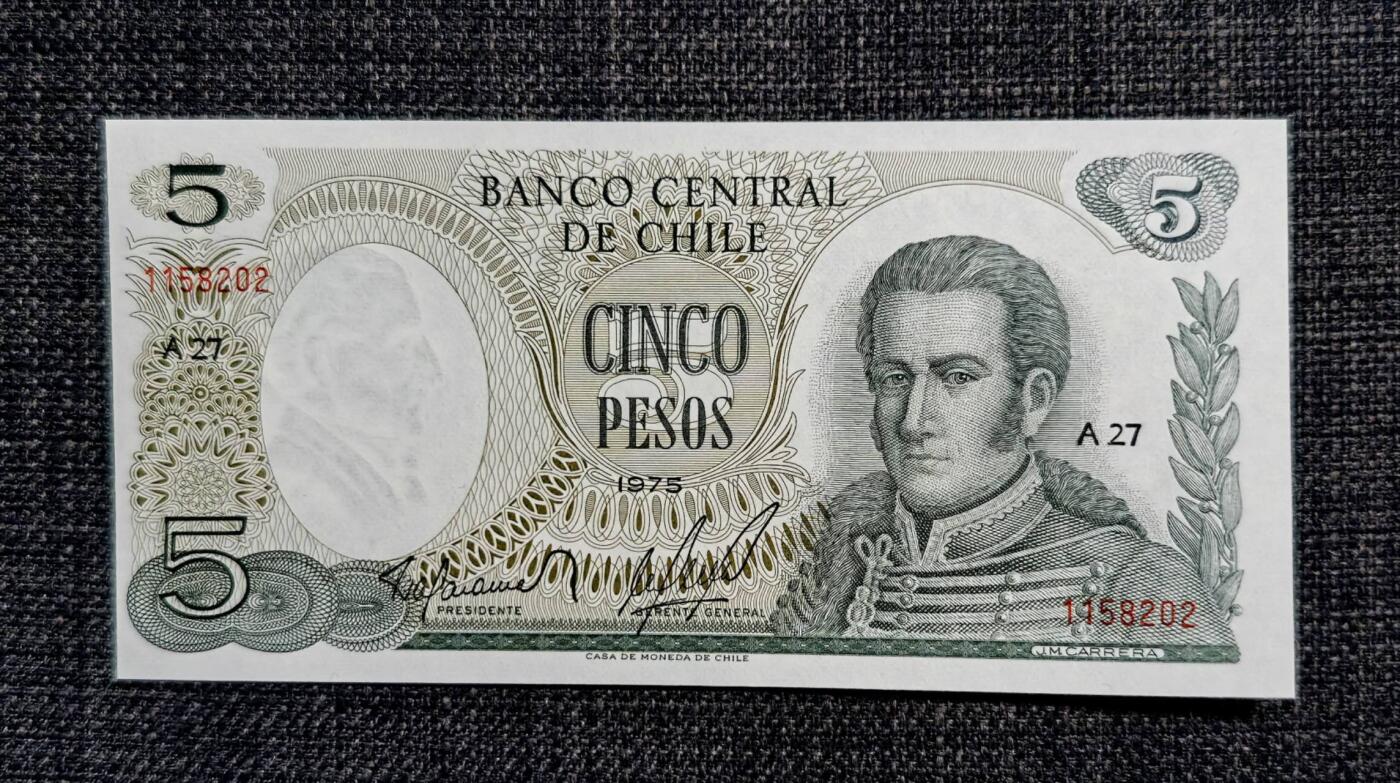 5
5
BANCO CENTRAL
DE CHILE
1158202
CINCO
PESOS
A 27
A 27
1975
5
PRESIDENTE
GERENTE GENERAL
1158202
J.M.CARRERA
CASA DE MONEDA DE CHILE